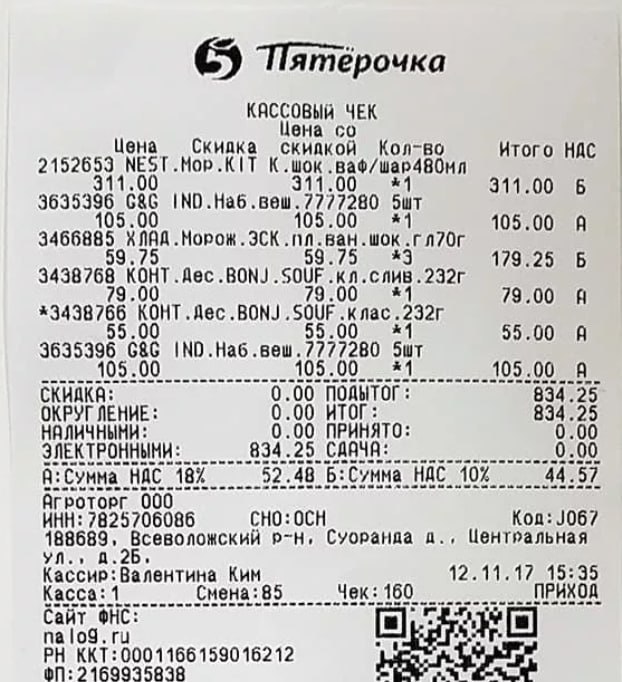 5 Пятёрочка
КАССОВЫЙ ЧЕК
Цена со
Цена Скидка скидкой Кол-во Итого НДС
2152653 NEST.Мор.KIT К.шок.ваф/шар480мл
311.00 311.00 *1 311.00 Б
3635396 G&G IND.Наб.веш.7777280 5шт
105.00 105.00 *1 105.00 А
3466885 ХЛАД.Морож.ЗСК.пл.ван.шок.гл70г
59.75 59.75 *3 179.25 Б
3438768 КОНТ.Дес.BONJ.SOUF.кл.слив.232г
79.00 79.00 *1 79.00 А
*3438766 КОНТ.Дес.BONJ.SOUF.клас.232г
55.00 55.00 *1 55.00 А
3635396 G&G IND.Наб.веш.7777280 5шт
105.00 105.00 *1 105.00 А
СКИДКА: 0.00 ПОДЫТОГ: 834.25
ОКРУГЛЕНИЕ: 0.00 ИТОГ: 834.25
НАЛИЧНЫМИ: 0.00 ПРИНЯТО: 0.00
ЭЛЕКТРОННЫМИ: 834.25 СДАЧА: 0.00
А:Сумма НДС 18% 52.48 Б:Сумма НДС 10% 44.57
Агроторг ООО
ИНН:7825706086 СНО:ОСН Код:J067
188689, Всеволожский р-н, Суоранда д., Центральная
ул., д.2Б,
Кассир:Валентина Ким 12.11.17 15:35
Касса:1 Смена:85 Чек:160 ПРИХОД
Сайт ФНС:
nalog.ru
РН ККТ:0001166159016212
ФП:2169935838